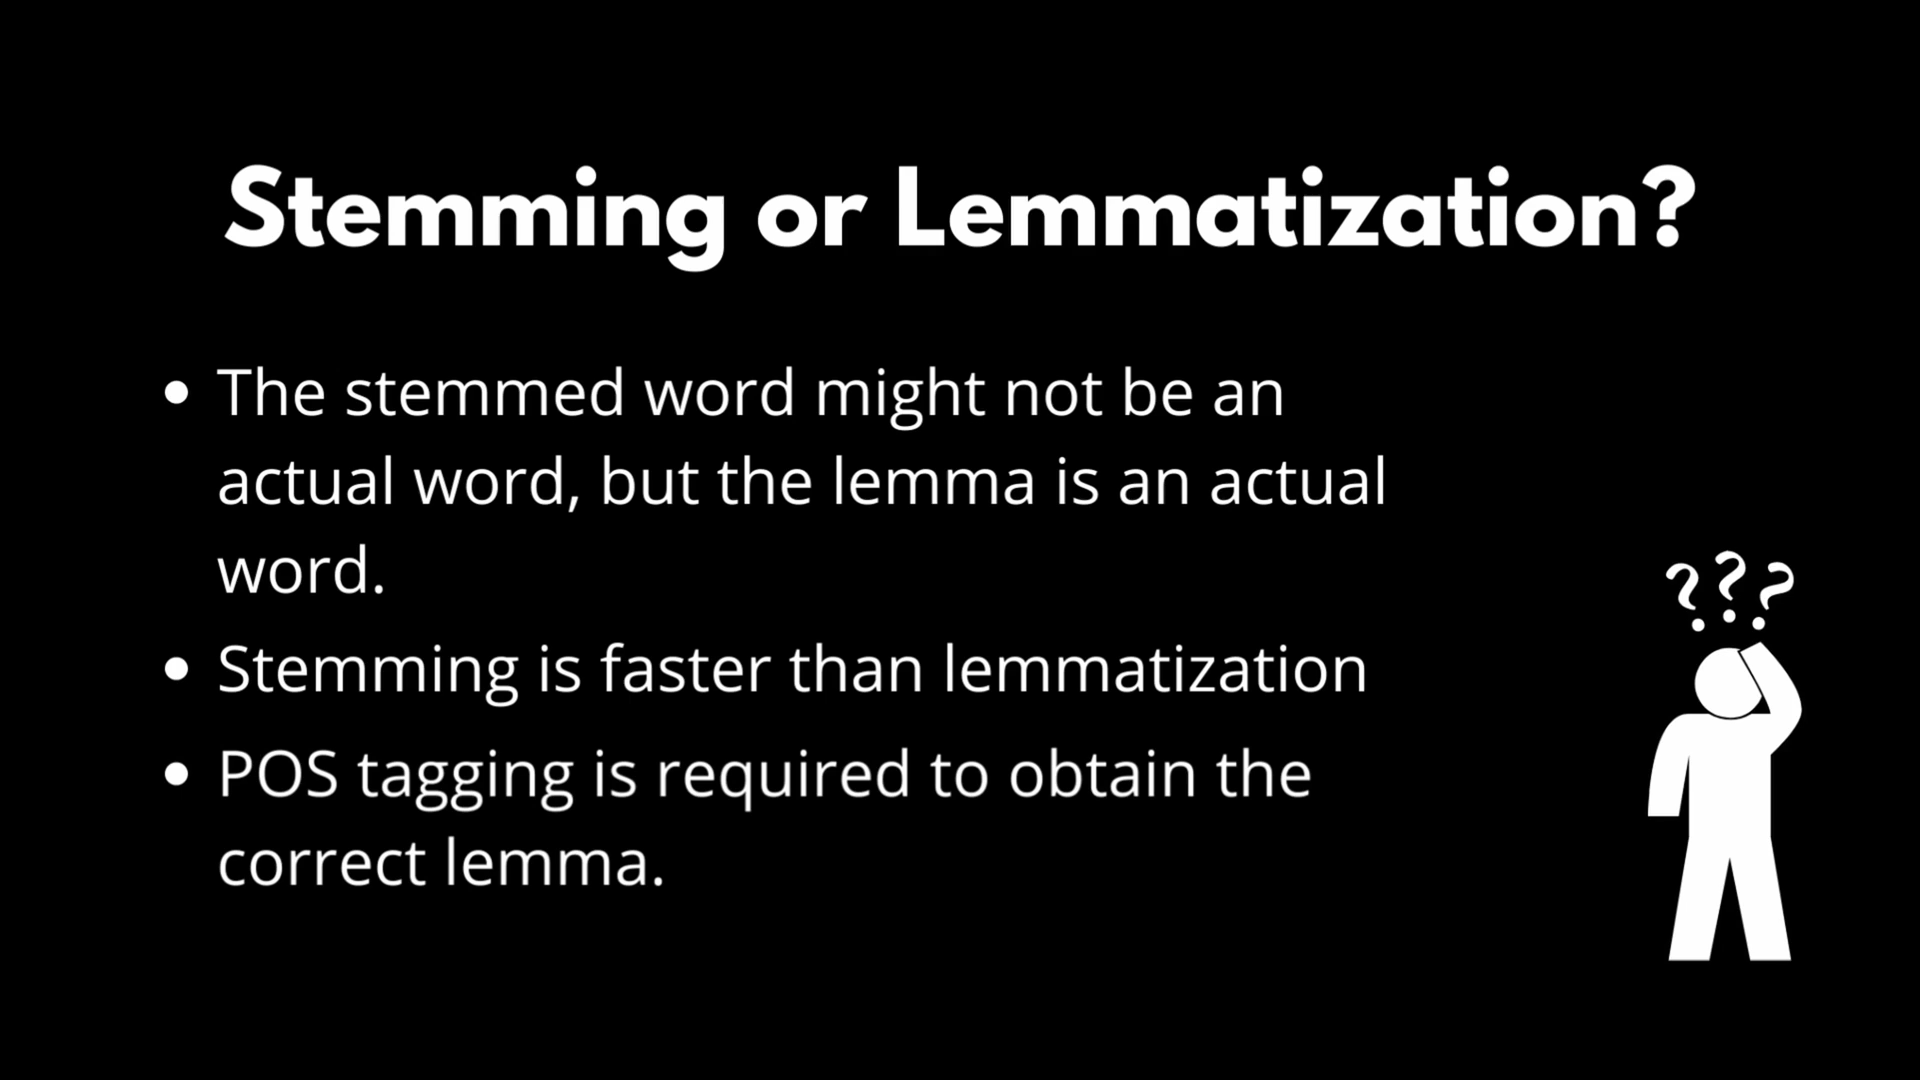 Stemming or Lemmatization?
• The stemmed word might not be an
actual word, but the lemma is an actual
word.
• Stemming is faster than lemmatization
• POS tagging is required to obtain the
correct lemma.
???